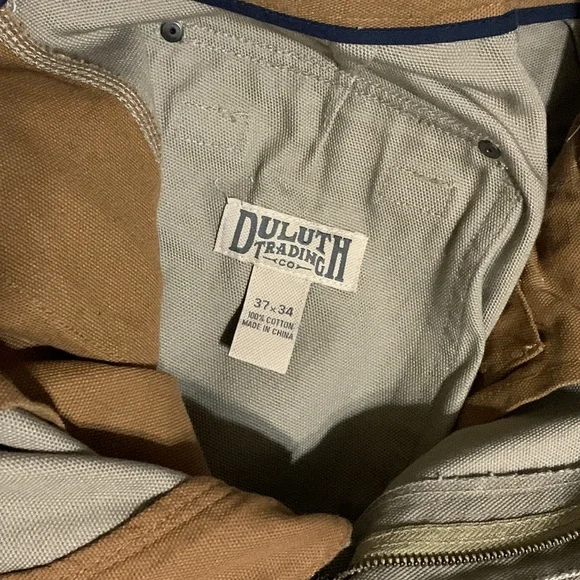 DULUTH
TRADING
CO
37×34
100% COTTON
MADE IN CHINA